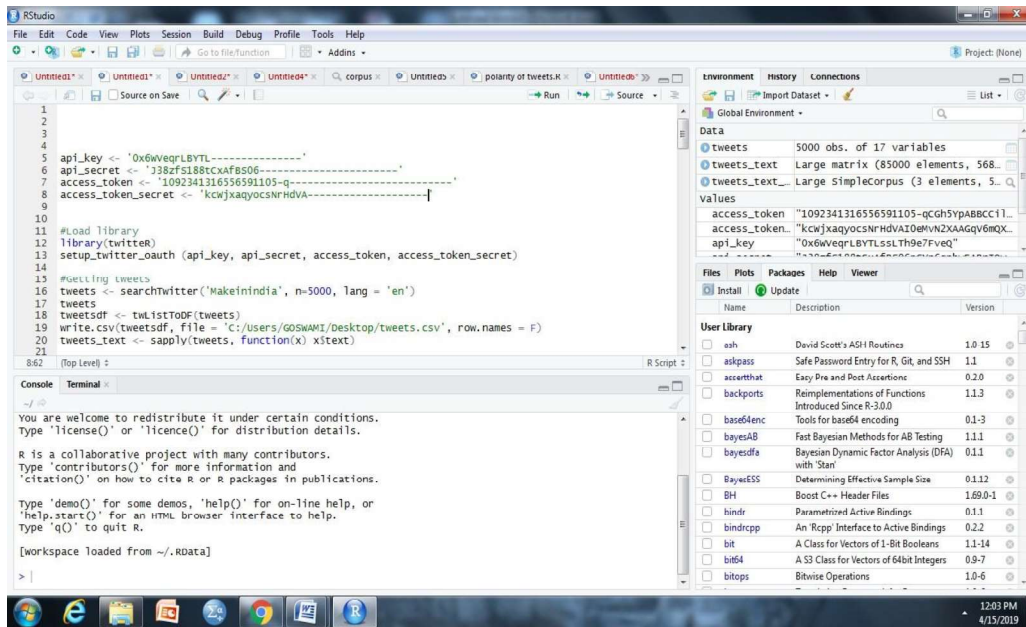 RStudio
File Edit Code View Plots Session Build Debug Profile Tools Help
Go to file/function Addins Project: (None)
Untitled1* Untitled1* Untitled2* Untitled4* corpus Untitled5 polarity of tweets.R Untitled6*
Source on Save Run Source
1
2
3
4
5 api_key <- '0x6WVeqrLBYTL---------------'
6 api_secret <- 'J38zfS188tCxAfBS06-----------------------'
7 access_token <- '1092341316556591105-q---------------------------'
8 access_token_secret <- 'kcWjxaqyocsNrHdVA--------------------'
9
10
11 #Load library
12 library(twitteR)
13 setup_twitter_oauth (api_key, api_secret, access_token, access_token_secret)
14
15 #Getting tweets
16 tweets <- searchTwitter('Makeinindia', n=5000, lang = 'en')
17 tweets
18 tweetsdf <- twListToDF(tweets)
19 write.csv(tweetsdf, file = 'C:/Users/GOSWAMI/Desktop/tweets.csv', row.names = F)
20 tweets_text <- sapply(tweets, function(x) x$text)
21
8:62 (Top Level) R Script
Console Terminal
~/
You are welcome to redistribute it under certain conditions.
Type 'license()' or 'licence()' for distribution details.
R is a collaborative project with many contributors.
Type 'contributors()' for more information and
'citation()' on how to cite R or R packages in publications.
Type 'demo()' for some demos, 'help()' for on-line help, or
'help.start()' for an HTML browser interface to help.
Type 'q()' to quit R.
[workspace loaded from ~/.RData]
>
Environment History Connections
Import Dataset List
Global Environment
Data
tweets 5000 obs. of 17 variables
tweets_text Large matrix (85000 elements, 568…
tweets_text_… Large SimpleCorpus (3 elements, 5…
Values
access_token "1092341316556591105-qCGh5YpABBCCil…
access_token… "kcWjxaqyocsNrHdVAI0eMvN2XAAGqV6mQX…
api_key "0x6WVeqrLBYTLssLTh9e7FveQ"
Files Plots Packages Help Viewer
Install Update
Name Description Version
User Library
ash David Scott's ASH Routines 1.0-15
askpass Safe Password Entry for R, Git, and SSH 1.1
assertthat Easy Pre and Post Assertions 0.2.0
backports Reimplementations of Functions Introduced Since R-3.0.0 1.1.3
base64enc Tools for base64 encoding 0.1-3
bayesAB Fast Bayesian Methods for AB Testing 1.1.1
bayesdfa Bayesian Dynamic Factor Analysis (DFA) with 'Stan' 0.1.1
BayesESS Determining Effective Sample Size 0.1.12
BH Boost C++ Header Files 1.69.0-1
bindr Parametrized Active Bindings 0.1.1
bindrcpp An 'Rcpp' Interface to Active Bindings 0.2.2
bit A Class for Vectors of 1-Bit Booleans 1.1-14
bit64 A S3 Class for Vectors of 64bit Integers 0.9-7
bitops Bitwise Operations 1.0-6
12:03 PM
4/15/2019